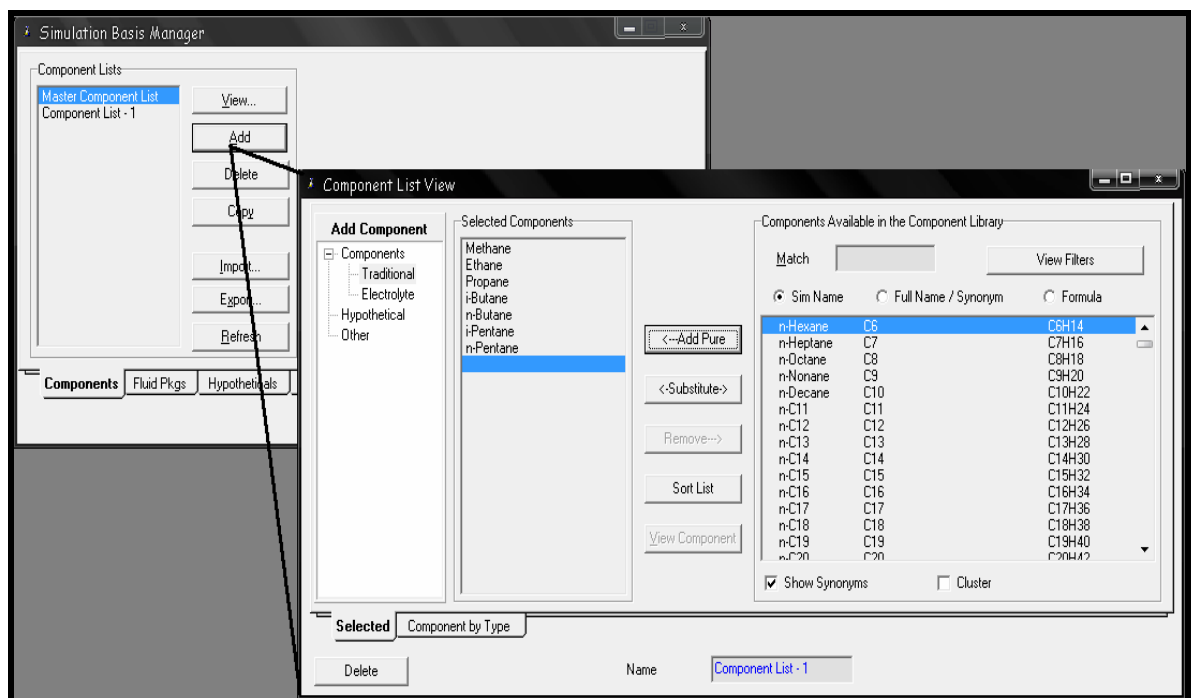 Simulation Basis Manager
Component Lists
Master Component List
Component List - 1
View...
Add
Delete
Copy
Import...
Export...
Refresh
Components Fluid Pkgs Hypotheticals
Component List View
Add Component
Components
Traditional
Electrolyte
Hypothetical
Other
Selected Components
Methane
Ethane
Propane
i-Butane
n-Butane
i-Pentane
n-Pentane
<---Add Pure
<-Substitute->
Remove--->
Sort List
View Component
Components Available in the Component Library
Match
View Filters
Sim Name Full Name / Synonym Formula
n-Hexane C6 C6H14
n-Heptane C7 C7H16
n-Octane C8 C8H18
n-Nonane C9 C9H20
n-Decane C10 C10H22
n-C11 C11 C11H24
n-C12 C12 C12H26
n-C13 C13 C13H28
n-C14 C14 C14H30
n-C15 C15 C15H32
n-C16 C16 C16H34
n-C17 C17 C17H36
n-C18 C18 C18H38
n-C19 C19 C19H40
n-C20 C20 C20H42
Show Synonyms Cluster
Selected Component by Type
Delete
Name Component List - 1